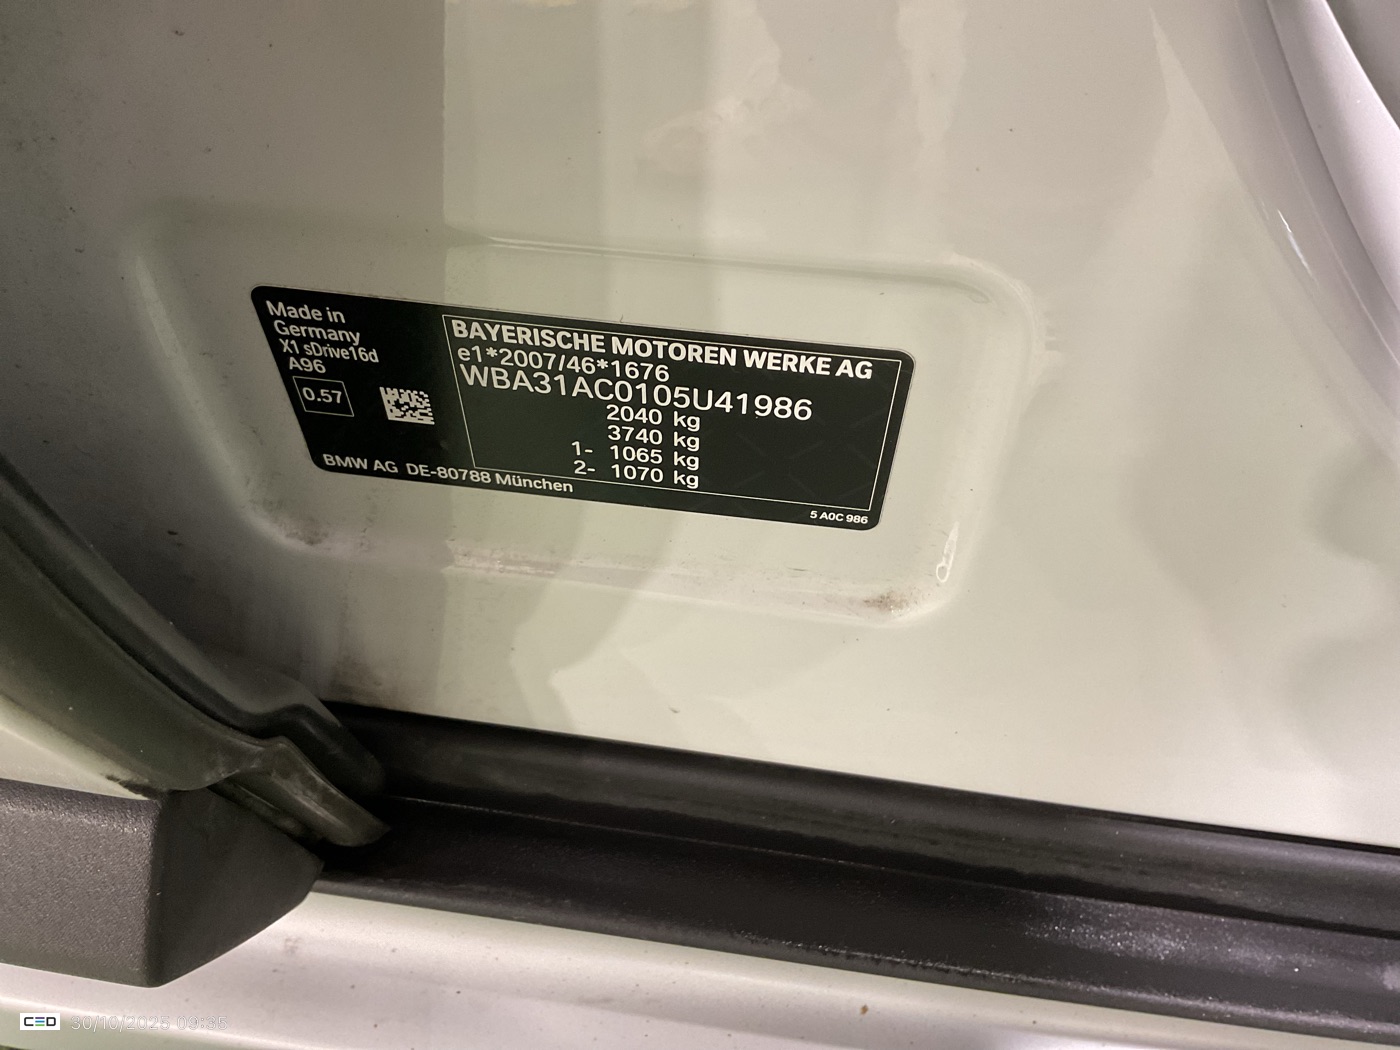 Made in
Germany
X1 sDrive16d
A96
0.57
BAYERISCHE MOTOREN WERKE AG
e1*2007/46*1676
WBA31AC0105U41986
2040 kg
3740 kg
1- 1065 kg
2- 1070 kg
BMW AG DE-80788 München
5 A0C 986
CED 30/10/2025 09:35